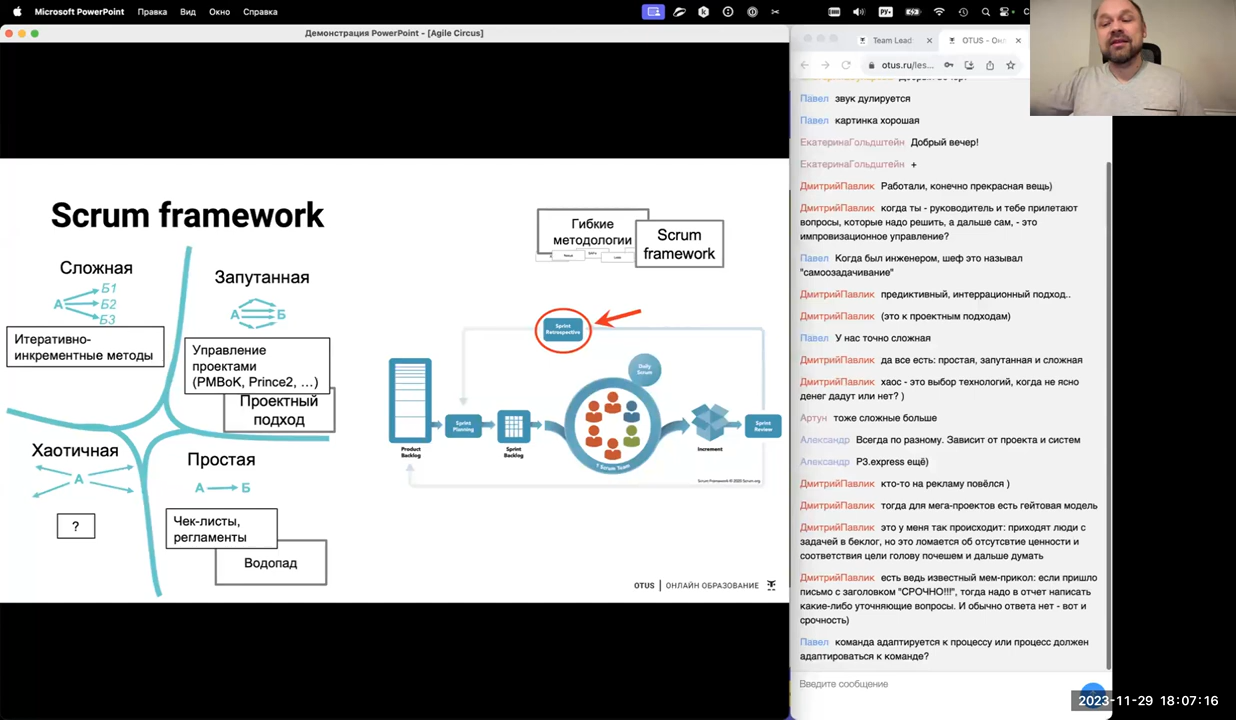 Microsoft PowerPoint Правка Вид Окно Справка
РУ
Демонстрация PowerPoint - [Agile Circus]
Team Lead
OTUS - Онл
otus.ru/les...
Scrum framework
Гибкие
методологии
Scrum
framework
Сложная
А
Б1
Б2
Б3
Итеративно-
инкрементные методы
Запутанная
А Б
Управление
проектами
(PMBoK, Prince2, ...)
Проектный
подход
Хаотичная
А
?
Простая
А Б
Чек-листы,
регламенты
Водопад
Sprint
Retrospective
Daily
Scrum
Product
Backlog
Sprint
Planning
Sprint
Backlog
Scrum Team
Increment
Sprint
Review
Scrum Framework © 2020 Scrum.org
OTUS | ОНЛАЙН ОБРАЗОВАНИЕ
Павел звук дулируется
Павел картинка хорошая
ЕкатеринаГольдштейн Добрый вечер!
ЕкатеринаГольдштейн +
ДмитрийПавлик Работали, конечно прекрасная вещь)
ДмитрийПавлик когда ты - руководитель и тебе прилетают
вопросы, которые надо решить, а дальше сам, - это
импровизационное управление?
Павел Когда был инженером, шеф это называл
"самоозадачивание"
ДмитрийПавлик предиктивный, интеррационный подход..
ДмитрийПавлик (это к проектным подходам)
Павел У нас точно сложная
ДмитрийПавлик да все есть: простая, запутанная и сложная
ДмитрийПавлик хаос - это выбор технологий, когда не ясно
денег дадут или нет? )
Артун тоже сложные больше
Александр Всегда по разному. Зависит от проекта и систем
Александр P3.express ещё)
ДмитрийПавлик кто-то на рекламу повёлся )
ДмитрийПавлик тогда для мега-проектов есть гейтовая модель
ДмитрийПавлик это у меня так происходит: приходят люди с
задачей в беклог, но это ломается об отсутсвтие ценности и
соответствия цели голову почешем и дальше думать
ДмитрийПавлик есть ведь известный мем-прикол: если пришло
письмо с заголовком "СРОЧНО!!!", тогда надо в отчет написать
какие-либо уточняющие вопросы. И обычно ответа нет - вот и
срочность)
Павел команда адаптируется к процессу или процесс должен
адаптироваться к команде?
Введите сообщение
2023-11-29 18:07:16